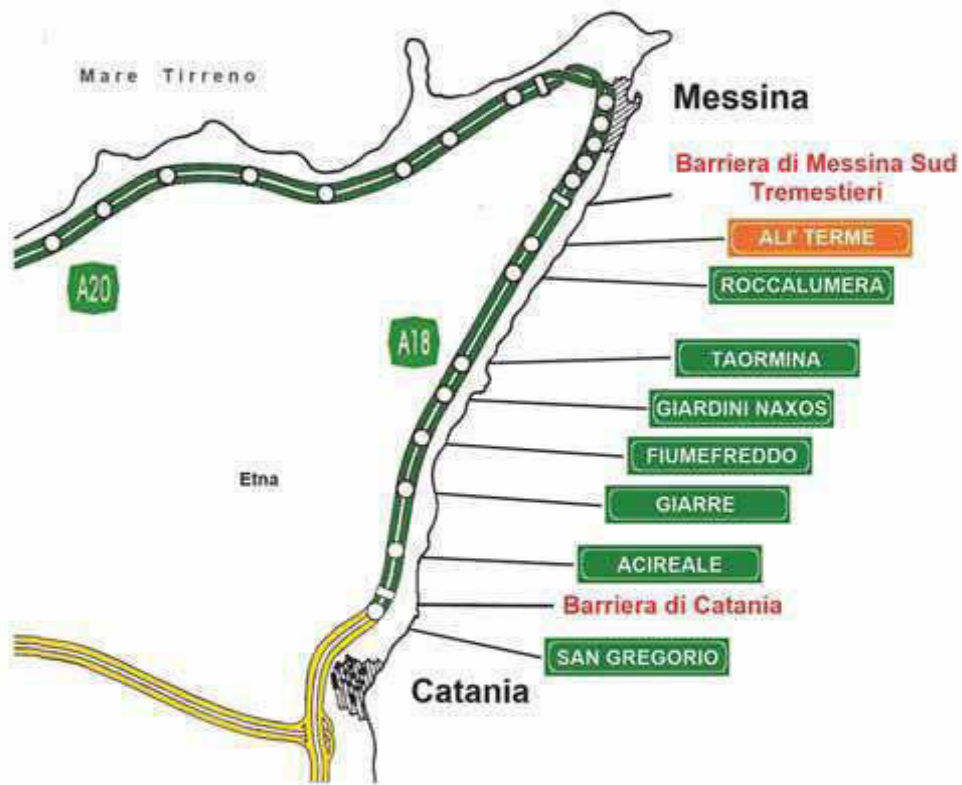 Mare Tirreno
Messina
Barriera di Messina Sud
Tremestieri
ALI' TERME
A20
ROCCALUMERA
A18
TAORMINA
GIARDINI NAXOS
FIUMEFREDDO
Etna
GIARRE
ACIREALE
Barriera di Catania
SAN GREGORIO
Catania